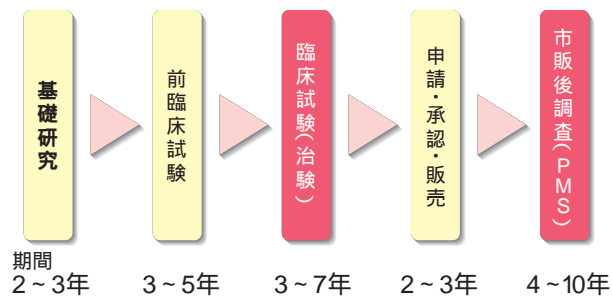 基礎研究
前臨床試験
臨床試験(治験)
申請・承認・販売
市販後調査(PMS)
期間
2~3年
3~5年
3~7年
2~3年
4~10年